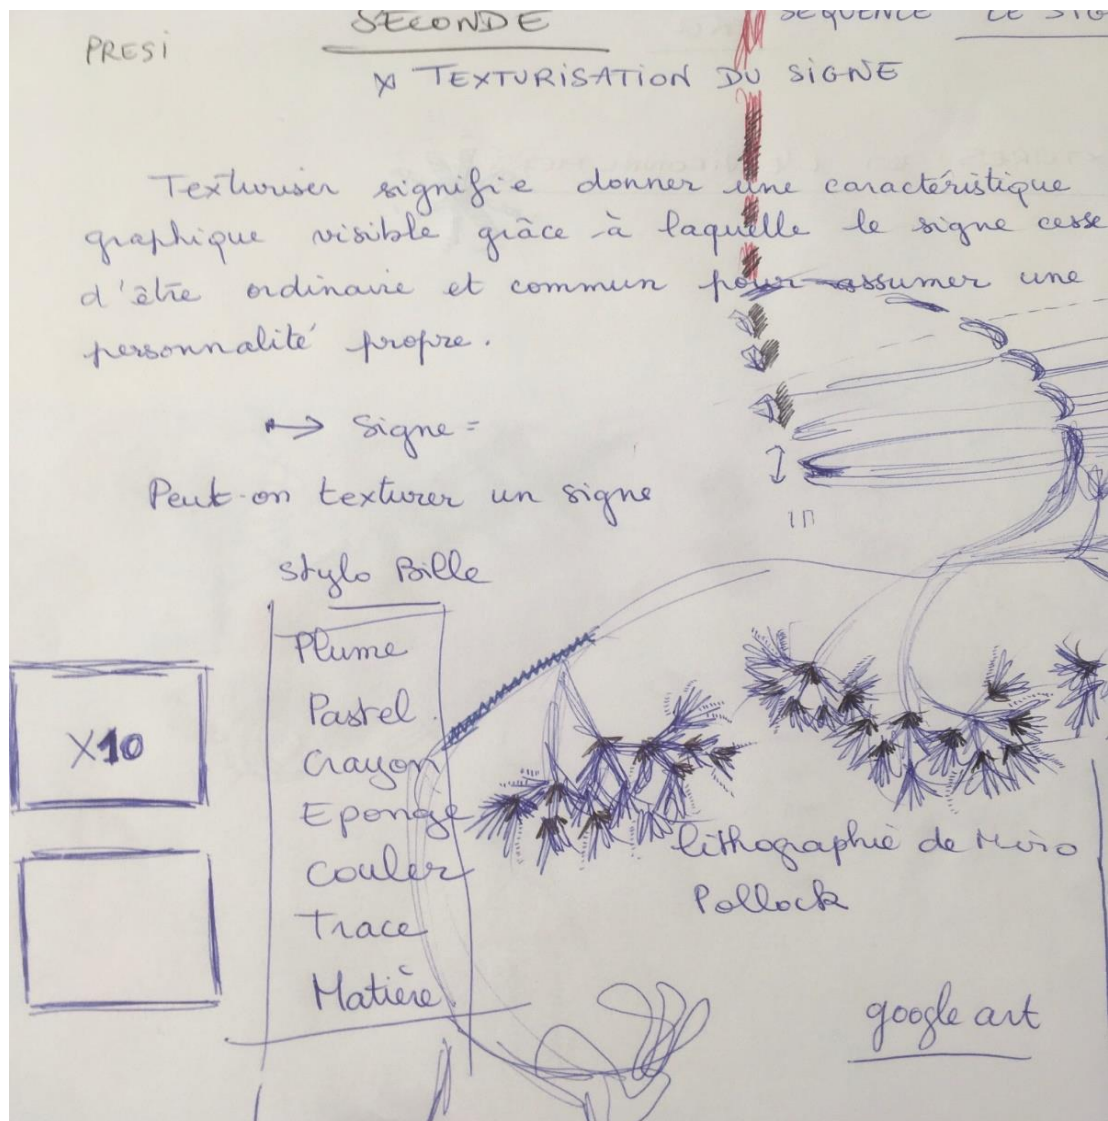 SECONDE
SEQUENCE LE SIG
PRESI
x TEXTURISATION DU SIGNE
Texturiser signifie donner une caractéristique
graphique visible grâce à laquelle le signe cesse
d'être ordinaire et commun pour assumer une
personnalité propre.
→ Signe =
Peut-on texturer un signe
Stylo Bille
Plume
Pastel.
Crayon
X10
Eponge
Couler
Trace
Matière
lithographie de Miro
Pollock
google art